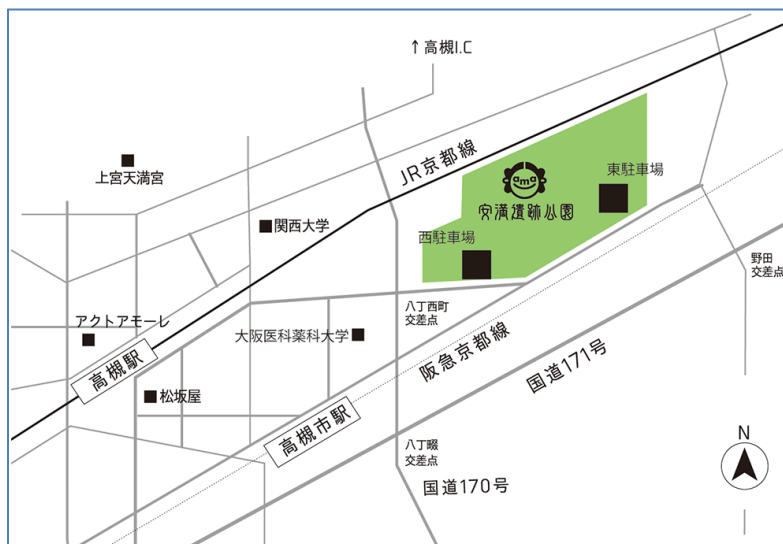 ↑高槻I.C
JR京都線
東駐車場
ama
安満遺跡公園
上宮天満宮
関西大学
西駐車場
野田
交差点
アクトアモーレ
八丁西町
交差点
大阪医科薬科大学
阪急京都線
国道171号
高槻駅
松坂屋
高槻市駅
八丁畷
交差点
国道170号
N